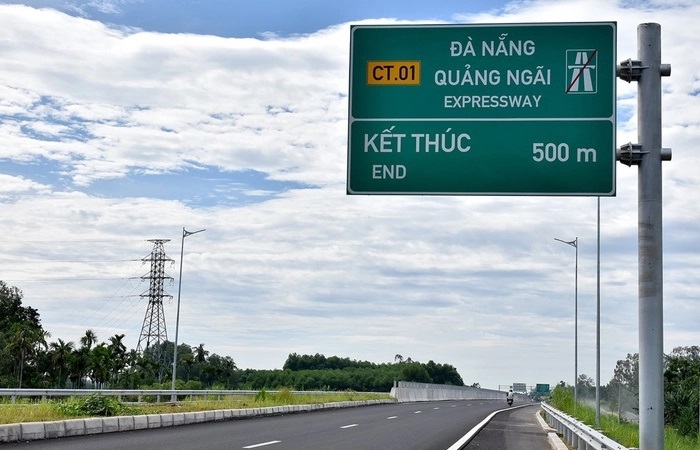 ĐÀ NẴNG
CT.01
QUẢNG NGÃI
EXPRESSWAY
KẾT THÚC 500 m
END